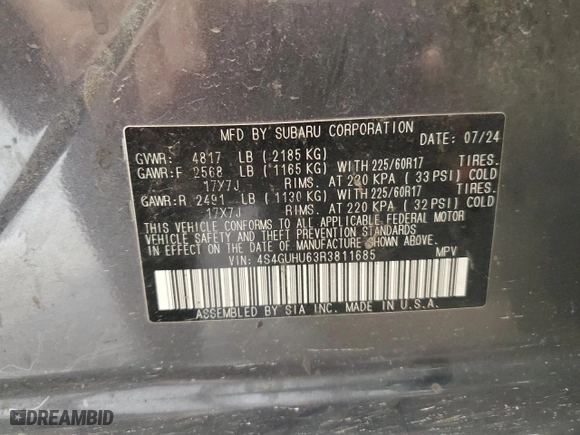 MFD BY SUBARU CORPORATION DATE: 07/24
GVWR: 4817 LB ( 2185 KG)
GAWR:F 2568 LB ( 1165 KG) WITH 225/60R17 TIRES.
17X7J RIMS. AT 230 KPA ( 33 PSI) COLD
GAWR:R 2491 LB ( 1130 KG) WITH 225/60R17 TIRES.
17X7J RIMS. AT 220 KPA ( 32 PSI) COLD
THIS VEHICLE CONFORMS TO ALL APPLICABLE FEDERAL MOTOR
VEHICLE SAFETY AND THEFT PREVENTION STANDARDS
IN EFFECT ON THE DATE OF MANUFACTURE SHOWN ABOVE.
VIN: 4S4GUHU63R3811685 MPV
ASSEMBLED BY SIA INC. MADE IN U.S.A.
DREAMBID